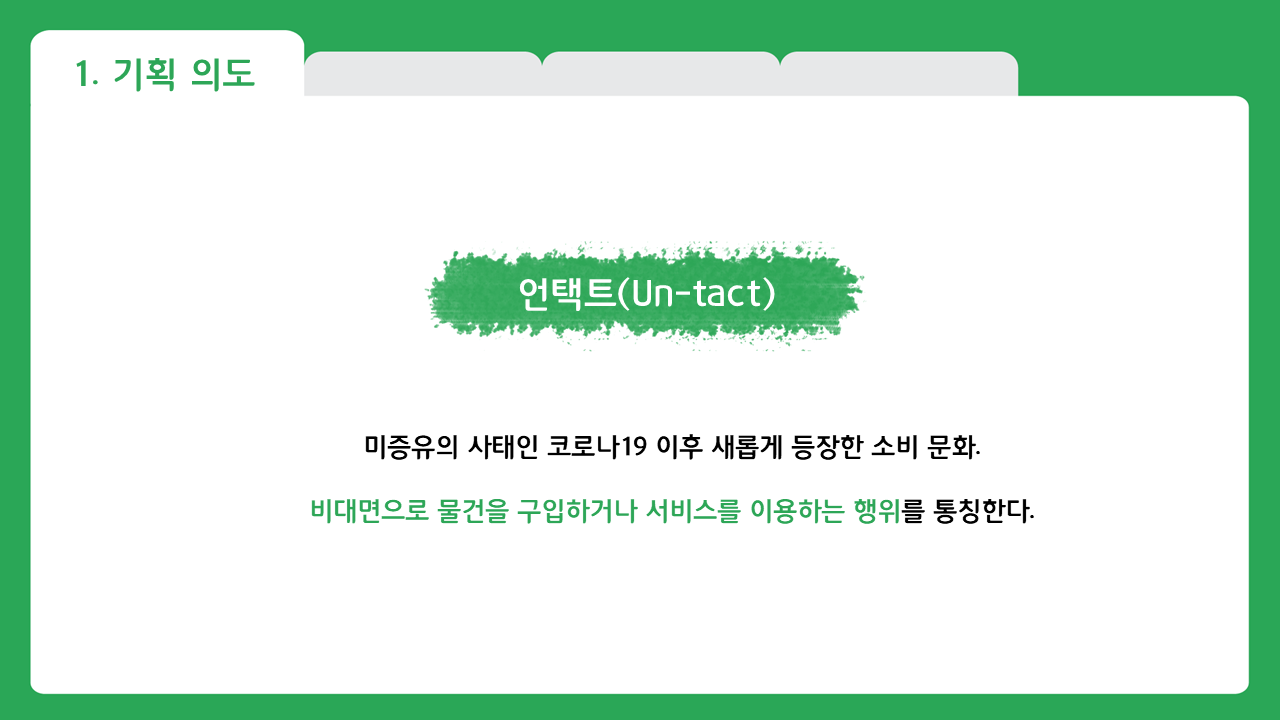 1. 기획 의도
언택트(Un-tact)
미증유의 사태인 코로나19 이후 새롭게 등장한 소비 문화.
비대면으로 물건을 구입하거나 서비스를 이용하는 행위를 통칭한다.